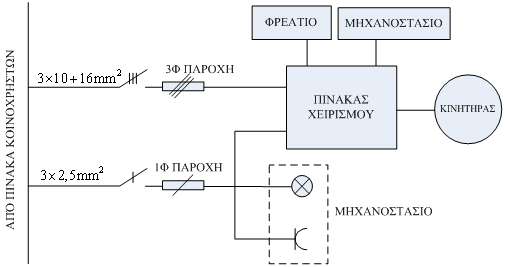 ΦΡΕΑΤΙΟ
ΜΗΧΑΝΟΣΤΑΣΙΟ
3×10+16mm²
3Φ ΠΑΡΟΧΗ
ΠΙΝΑΚΑΣ
ΧΕΙΡΙΣΜΟΥ
ΚΙΝΗΤΗΡΑΣ
3×2,5mm²
1Φ ΠΑΡΟΧΗ
ΜΗΧΑΝΟΣΤΑΣΙΟ
ΑΠΟ ΠΙΝΑΚΑ ΚΟΙΝΟΧΡΗΣΤΩΝ